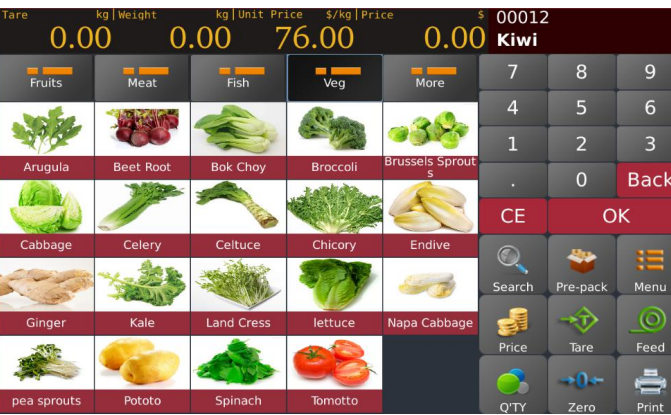 Tare kg Weight kg Unit Price $/kg Price $
0.00 0.00 76.00 0.00
00012
Kiwi
Fruits Meat Fish Veg More
7 8 9
4 5 6
1 2 3
. 0 Back
CE OK
Arugula Beet Root Bok Choy Broccoli Brussels Sprout
s
Cabbage Celery Celtuce Chicory Endive
Ginger Kale Land Cress lettuce Napa Cabbage
pea sprouts Pototo Spinach Tomotto
Search Pre-pack Menu
Price Tare Feed
Q'TY Zero Print